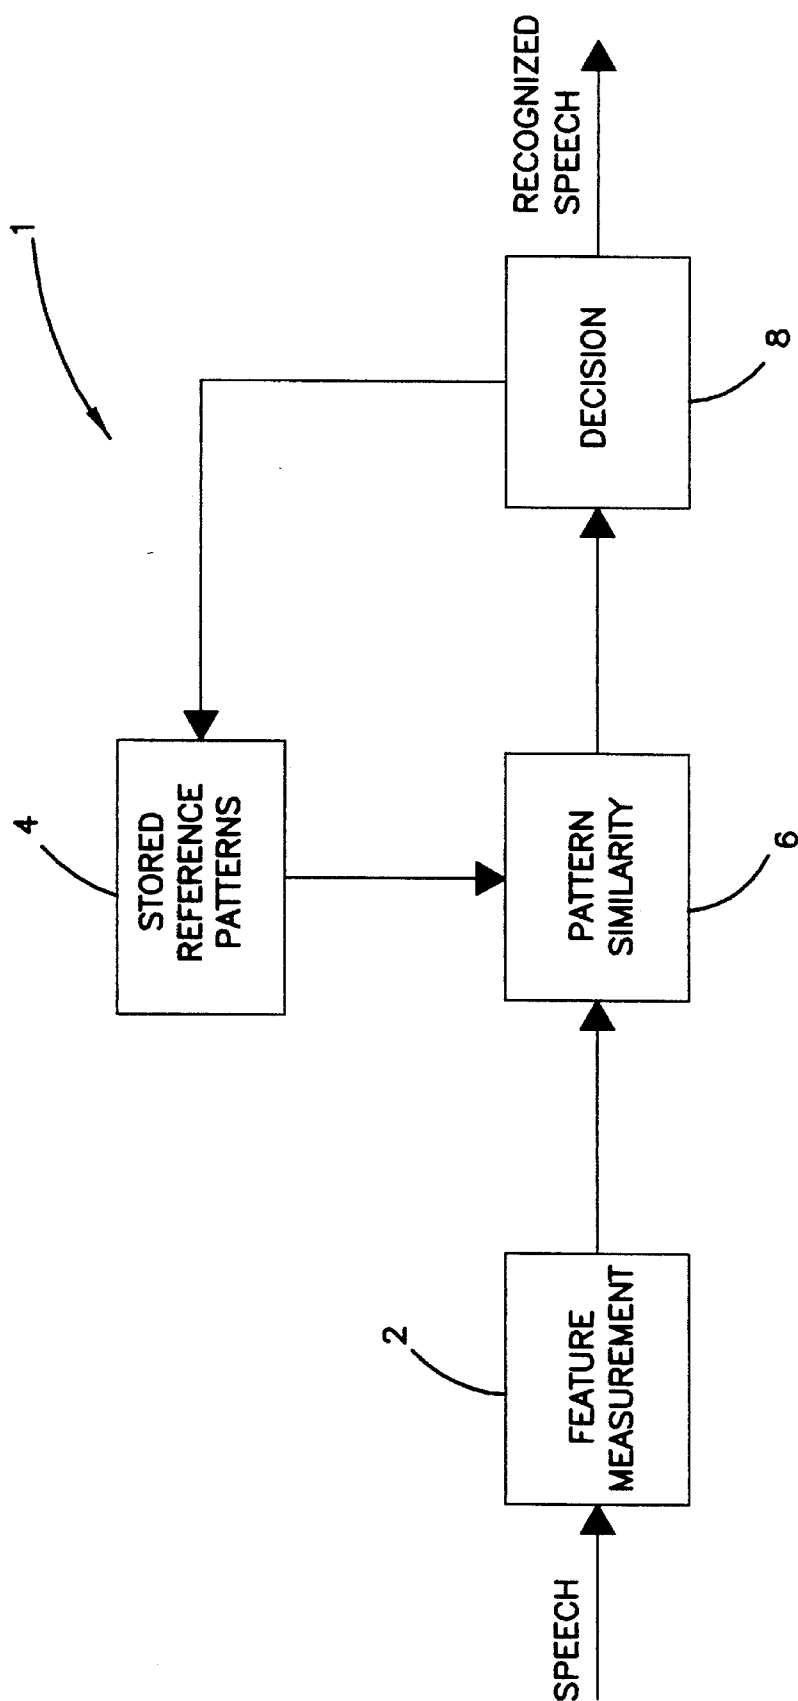 1
4
STORED
REFERENCE
PATTERNS
SPEECH
2
FEATURE
MEASUREMENT
PATTERN
SIMILARITY
6
DECISION
8
RECOGNIZED
SPEECH